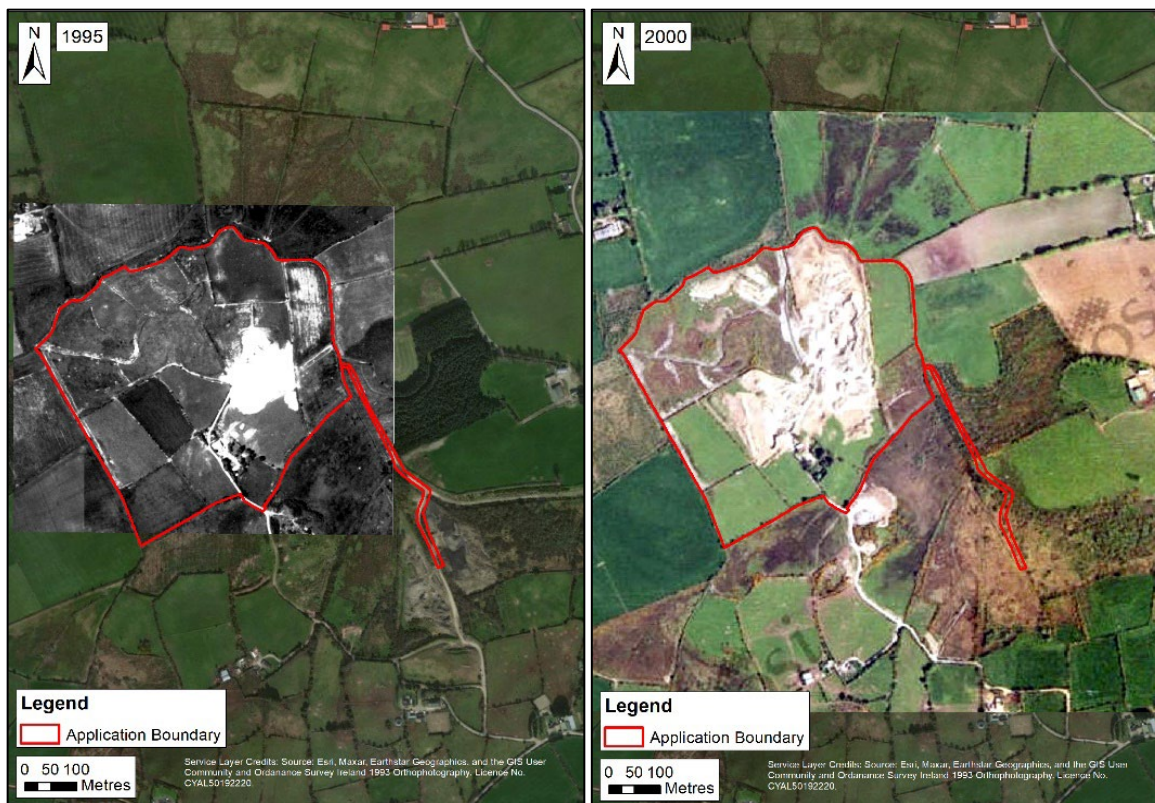 N
1995
Legend
Application Boundary
0 50 100
Metres
Service Layer Credits: Source: Esri, Maxar, Earthstar Geographics, and the GIS User
Community and Ordanance Survey Ireland 1993 Orthophotography. Licence No.
CYAL50192220.
N
2000
Legend
Application Boundary
0 50 100
Metres
Service Layer Credits: Source: Esri, Maxar, Earthstar Geographics, and the GIS User
Community and Ordanance Survey Ireland 1993 Orthophotography. Licence No.
CYAL50192220.